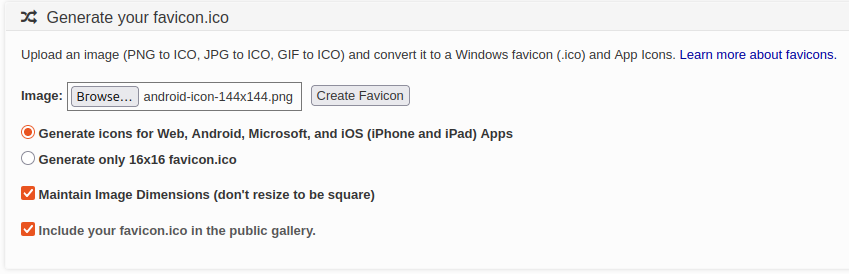 Generate your favicon.ico
Upload an image (PNG to ICO, JPG to ICO, GIF to ICO) and convert it to a Windows favicon (.ico) and App Icons. Learn more about favicons.
Image: Browse... android-icon-144x144.png Create Favicon
Generate icons for Web, Android, Microsoft, and iOS (iPhone and iPad) Apps
Generate only 16x16 favicon.ico
Maintain Image Dimensions (don't resize to be square)
Include your favicon.ico in the public gallery.